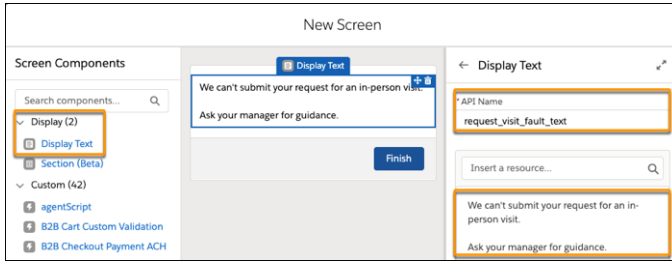 New Screen
Screen Components
Search components...
Display (2)
Display Text
Section (Beta)
Custom (42)
agentScript
B2B Cart Custom Validation
B2B Checkout Payment ACH
Display Text
We can't submit your request for an in-person visit.
Ask your manager for guidance.
Finish
Display Text
* API Name
request_visit_fault_text
Insert a resource...
We can't submit your request for an in-
person visit.
Ask your manager for guidance.